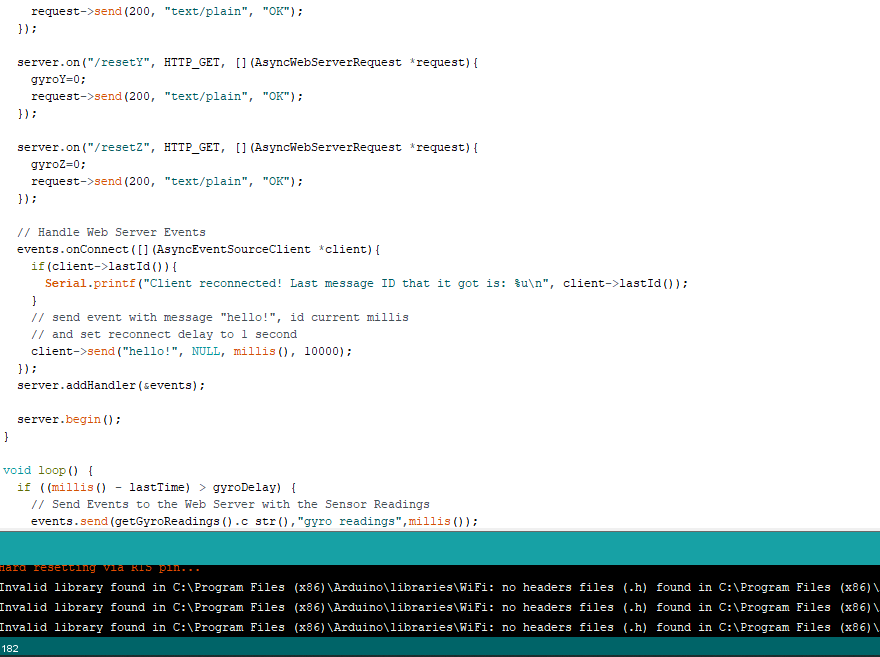 request->send(200, "text/plain", "OK");
  });

  server.on("/resetY", HTTP_GET, [](AsyncWebServerRequest *request){
    gyroY=0;
    request->send(200, "text/plain", "OK");
  });

  server.on("/resetZ", HTTP_GET, [](AsyncWebServerRequest *request){
    gyroZ=0;
    request->send(200, "text/plain", "OK");
  });

  // Handle Web Server Events
  events.onConnect([](AsyncEventSourceClient *client){
    if(client->lastId()){
      Serial.printf("Client reconnected! Last message ID that it got is: %u\n", client->lastId());
    }
    // send event with message "hello!", id current millis
    // and set reconnect delay to 1 second
    client->send("hello!", NULL, millis(), 10000);
  });
  server.addHandler(&events);

  server.begin();
}

void loop() {
  if ((millis() - lastTime) > gyroDelay) {
    // Send Events to the Web Server with the Sensor Readings
    events.send(getGyroReadings().c_str(),"gyro_readings",millis());
Hard resetting via RTS pin...
Invalid library found in C:\Program Files (x86)\Arduino\libraries\WiFi: no headers files (.h) found in C:\Program Files (x86)\
Invalid library found in C:\Program Files (x86)\Arduino\libraries\WiFi: no headers files (.h) found in C:\Program Files (x86)\
Invalid library found in C:\Program Files (x86)\Arduino\libraries\WiFi: no headers files (.h) found in C:\Program Files (x86)\
182